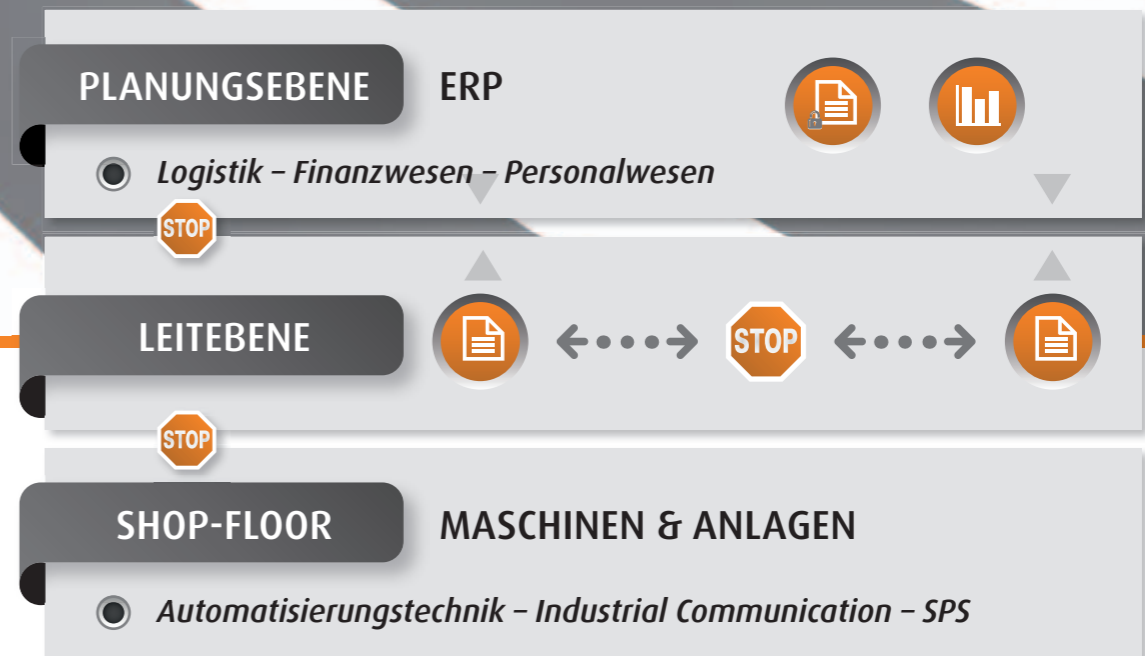 PLANUNGSEBENE ERP
Logistik – Finanzwesen – Personalwesen
STOP
LEITEBENE STOP
STOP
SHOP-FLOOR MASCHINEN & ANLAGEN
Automatisierungstechnik – Industrial Communication – SPS